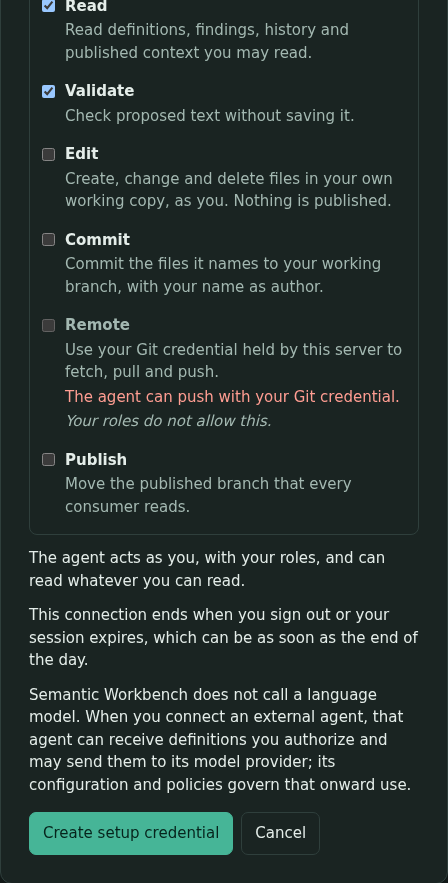 Read
Read definitions, findings, history and
published context you may read.
Validate
Check proposed text without saving it.
Edit
Create, change and delete files in your own
working copy, as you. Nothing is published.
Commit
Commit the files it names to your working
branch, with your name as author.
Remote
Use your Git credential held by this server to
fetch, pull and push.
The agent can push with your Git credential.
Your roles do not allow this.
Publish
Move the published branch that every
consumer reads.
The agent acts as you, with your roles, and can
read whatever you can read.
This connection ends when you sign out or your
session expires, which can be as soon as the end of
the day.
Semantic Workbench does not call a language
model. When you connect an external agent, that
agent can receive definitions you authorize and
may send them to its model provider; its
configuration and policies govern that onward use.
Create setup credential
Cancel